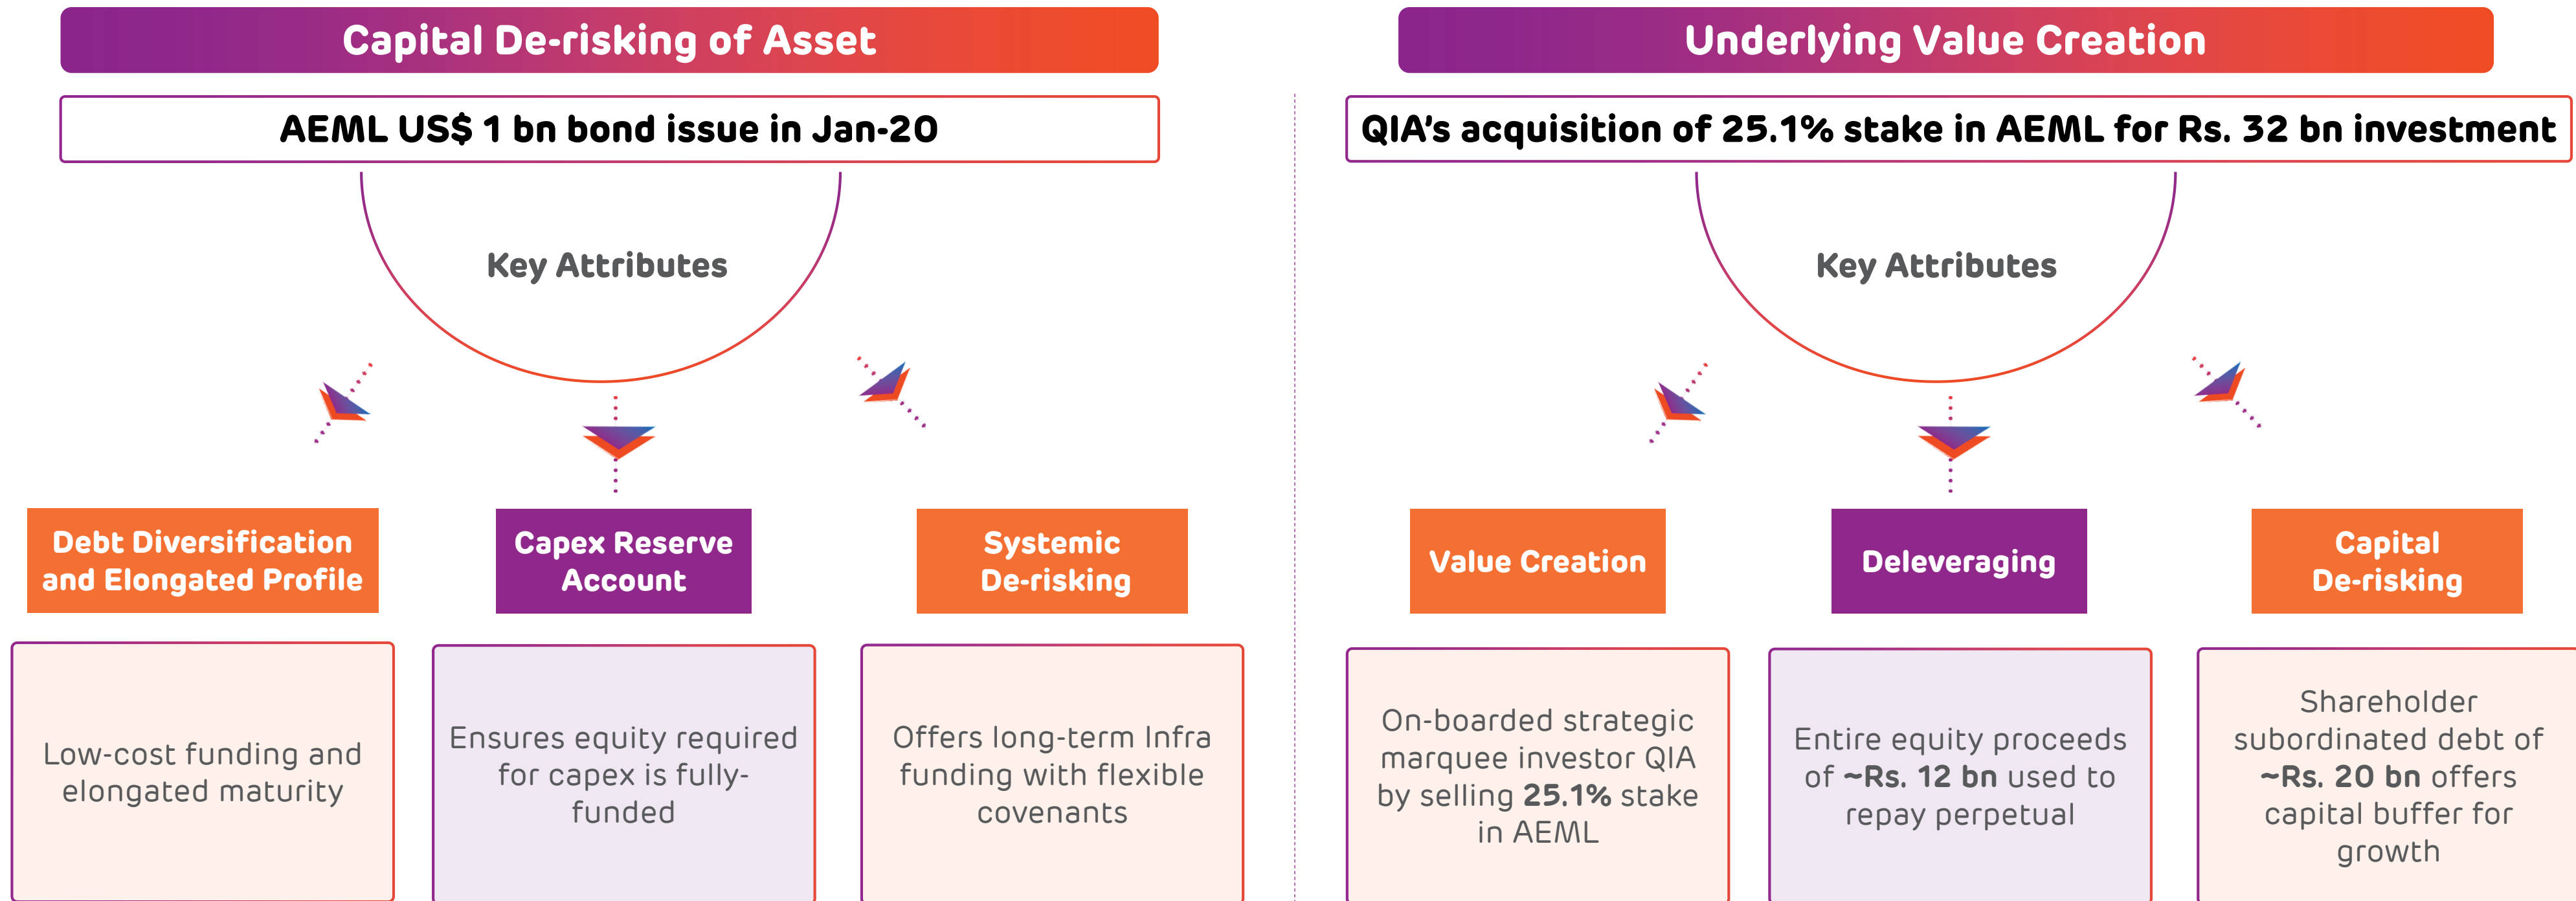 Capital De-risking of Asset
AEML US$ 1 bn bond issue in Jan-20
Key Attributes
Debt Diversification
and Elongated Profile
Low-cost funding and
elongated maturity
Capex Reserve
Account
Ensures equity required
for capex is fully-
funded
Systemic
De-risking
Offers long-term Infra
funding with flexible
covenants
Underlying Value Creation
QIA’s acquisition of 25.1% stake in AEML for Rs. 32 bn investment
Key Attributes
Value Creation
On-boarded strategic
marquee investor QIA
by selling 25.1% stake
in AEML
Deleveraging
Entire equity proceeds
of ~Rs. 12 bn used to
repay perpetual
Capital
De-risking
Shareholder
subordinated debt of
~Rs. 20 bn offers
capital buffer for
growth